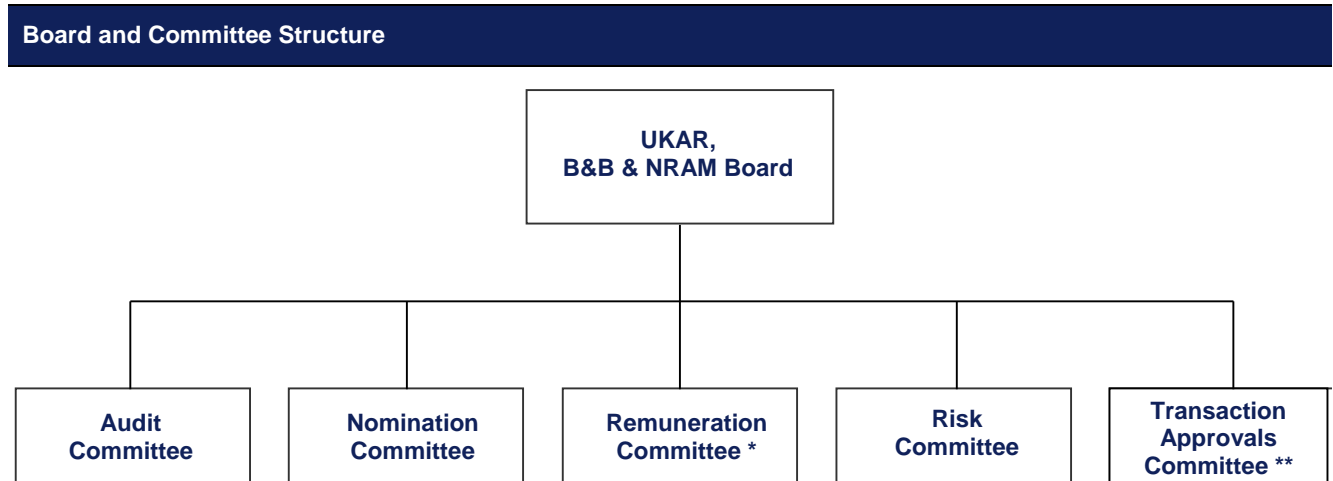 Board and Committee Structure
UKAR,
B&B & NRAM Board
Audit
Committee
Nomination
Committee
Remuneration
Committee *
Risk
Committee
Transaction
Approvals
Committee **